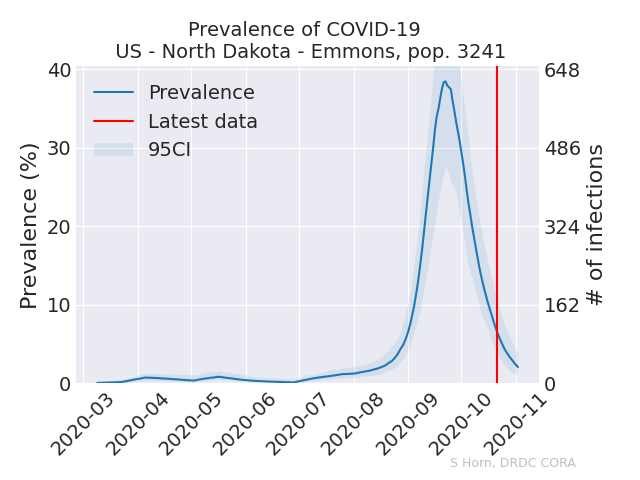 Prevalence of COVID-19
US - North Dakota - Emmons, pop. 3241
Prevalence
Latest data
95CI
Prevalence (%)
40
30
20
10
0
648
486
324
162
0
# of infections
2020-03
2020-04
2020-05
2020-06
2020-07
2020-08
2020-09
2020-10
2020-11
S Horn, DRDC CORA